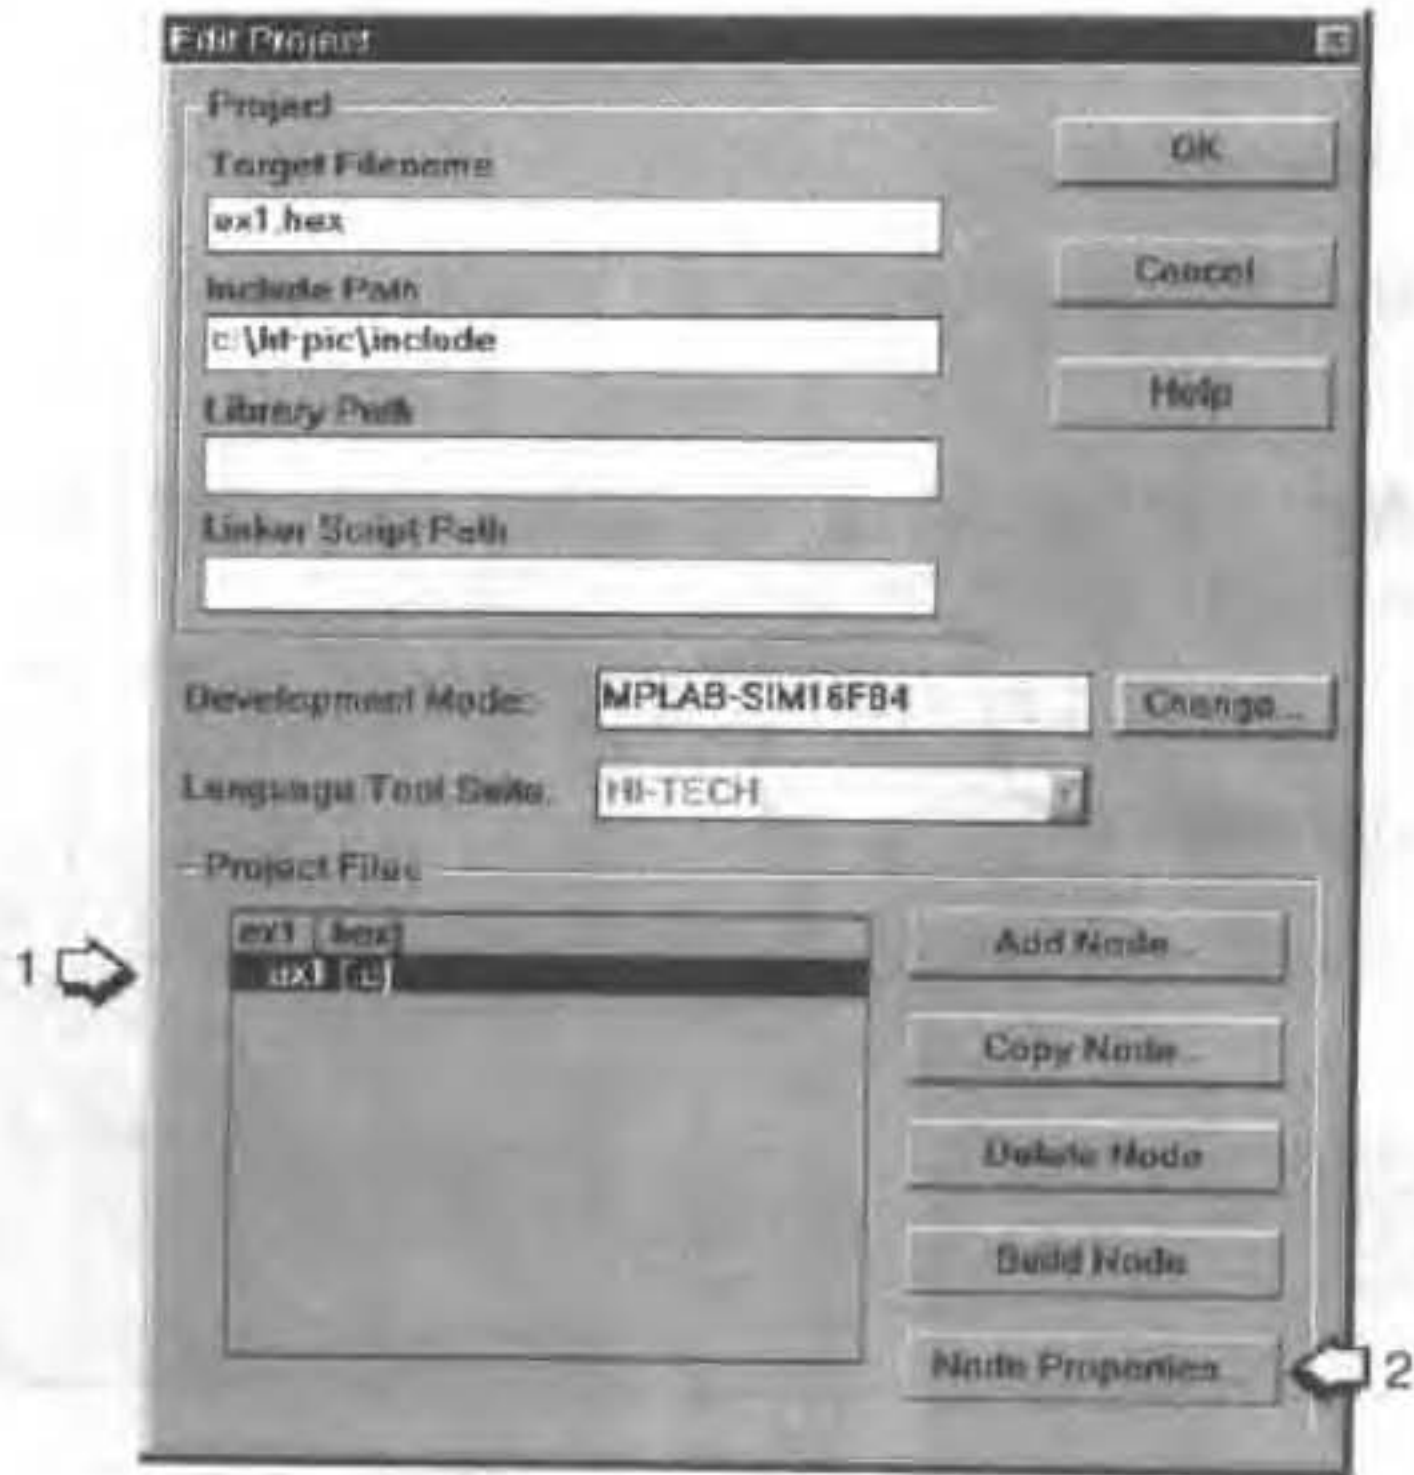 Edit Project
Project
Target Filename
ex1.hex
Include Path
c:\ht-pic\include
Library Path
Linker Script Path
OK
Cancel
Help
Development Mode:
MPLAB-SIM16F84
Change...
Language Tool Suite:
HI-TECH
Project Files
ex1 [.hex]
ex1 [.c]
Add Node...
Copy Node...
Delete Node
Build Node
Node Properties...
1
2